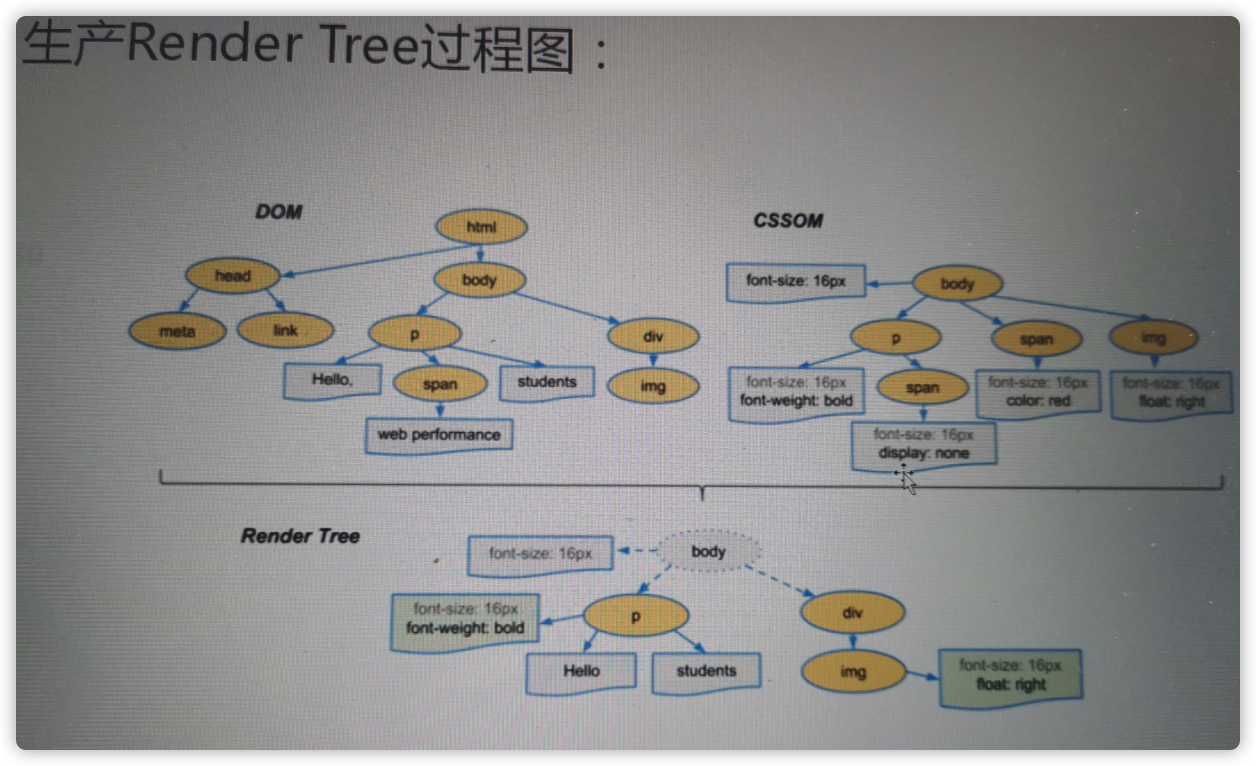 生产Render Tree过程图：
DOM
html
head
body
meta
link
p
div
Hello,
span
students
img
web performance
CSSOM
font-size: 16px
body
p
span
img
font-size: 16px
font-weight: bold
span
font-size: 16px
color: red
font-size: 16px
float: right
font-size: 16px
display: none
Render Tree
font-size: 16px
body
font-size: 16px
font-weight: bold
p
div
Hello
students
img
font-size: 16px
float: right